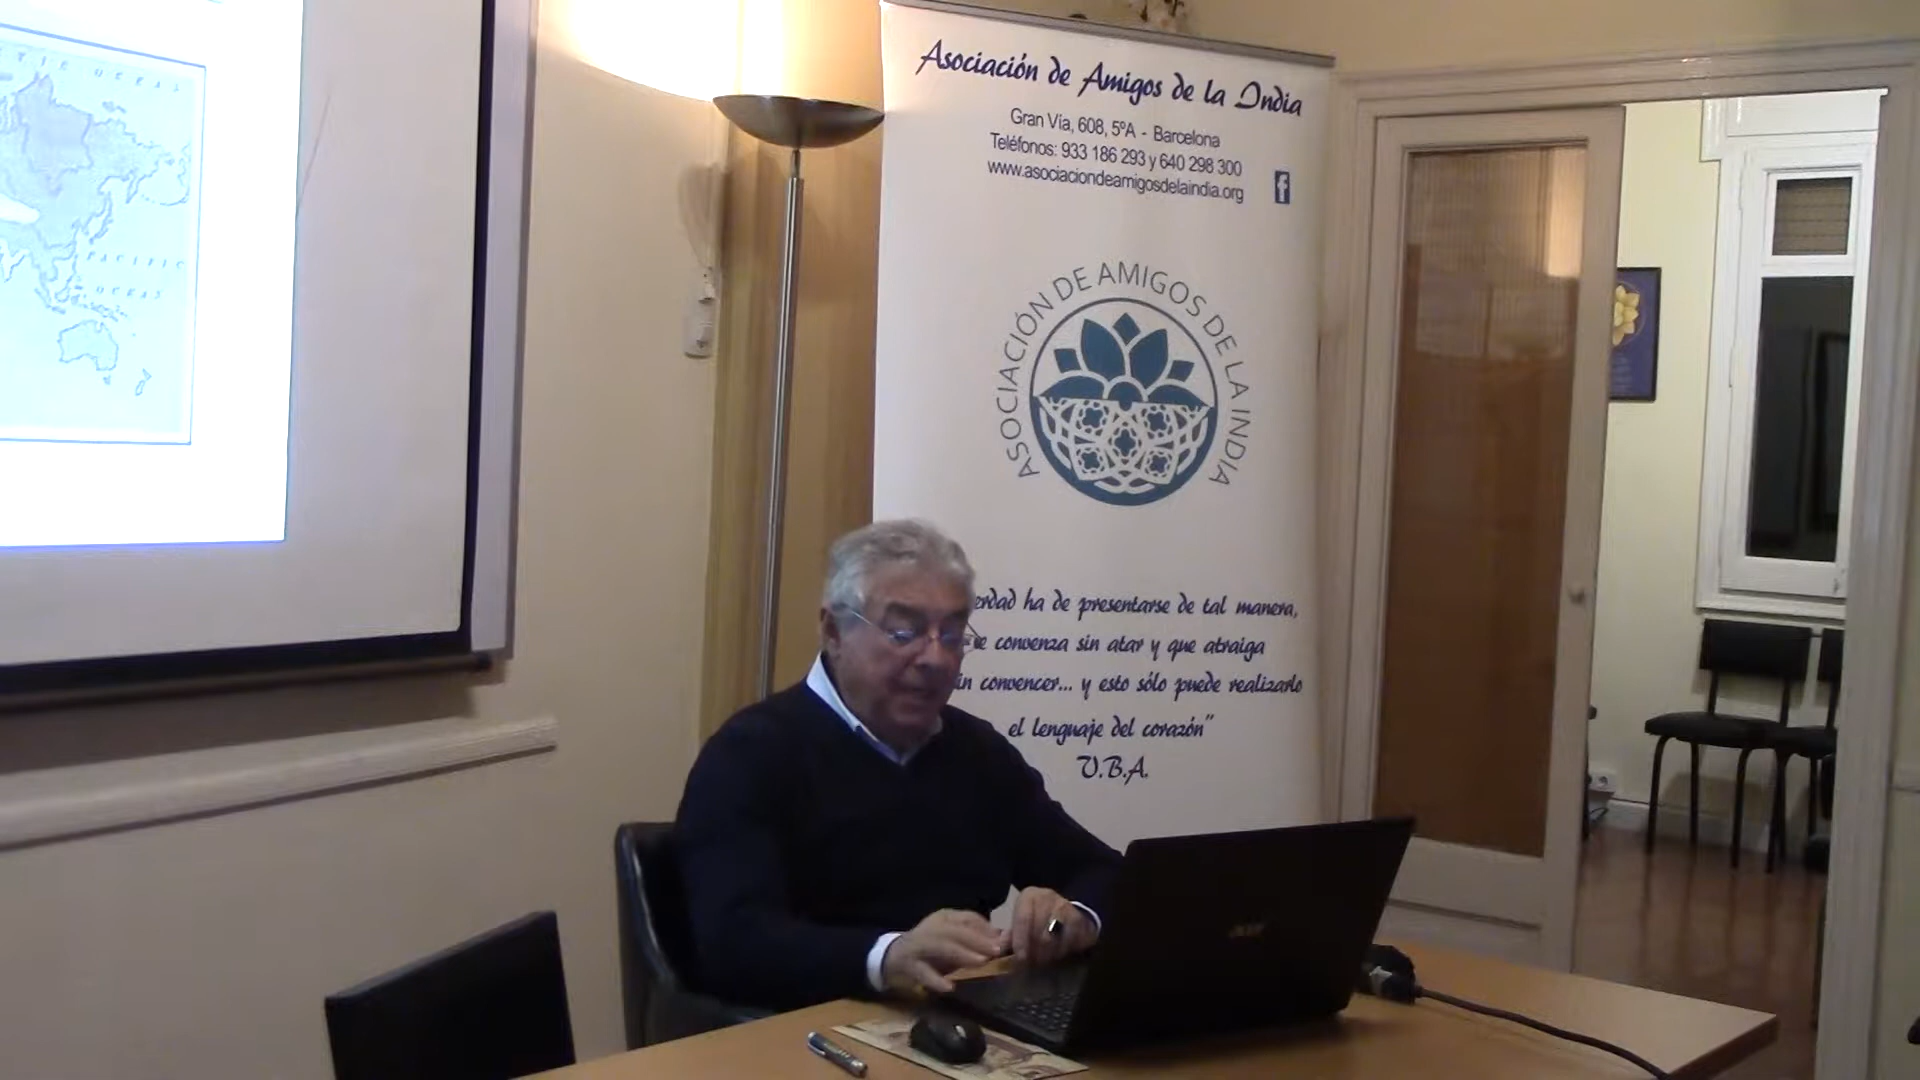 Asociación de Amigos de la India
Gran Vía, 608, 5ºA - Barcelona
Teléfonos: 933 186 293 y 640 298 300
www.asociaciondeamigosdelaindia.org
f
ASOCIACIÓN DE AMIGOS DE LA INDIA
ha de presentarse de tal manera,
convenza sin atar y que atraiga
convencer... y esto sólo puede realizarlo
el lenguaje del corazón"
V.B.A.
PACIFIC
OCEAN
acer